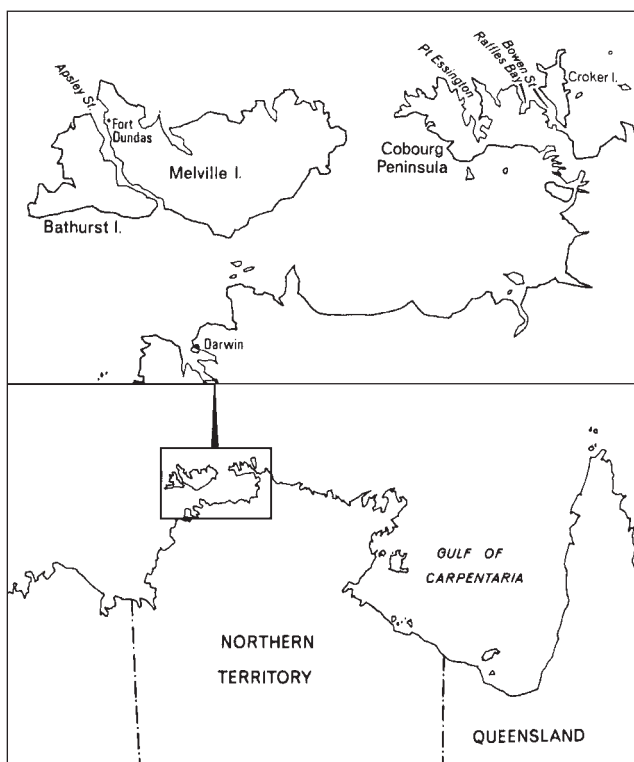 Apsley St.
Fort
Dundas
Melville I.
Bathurst I.
Pt Essington
Raffles Bay
Bowen St.
Croker I.
Cobourg
Peninsula
Darwin
GULF OF
CARPENTARIA
NORTHERN
TERRITORY
QUEENSLAND